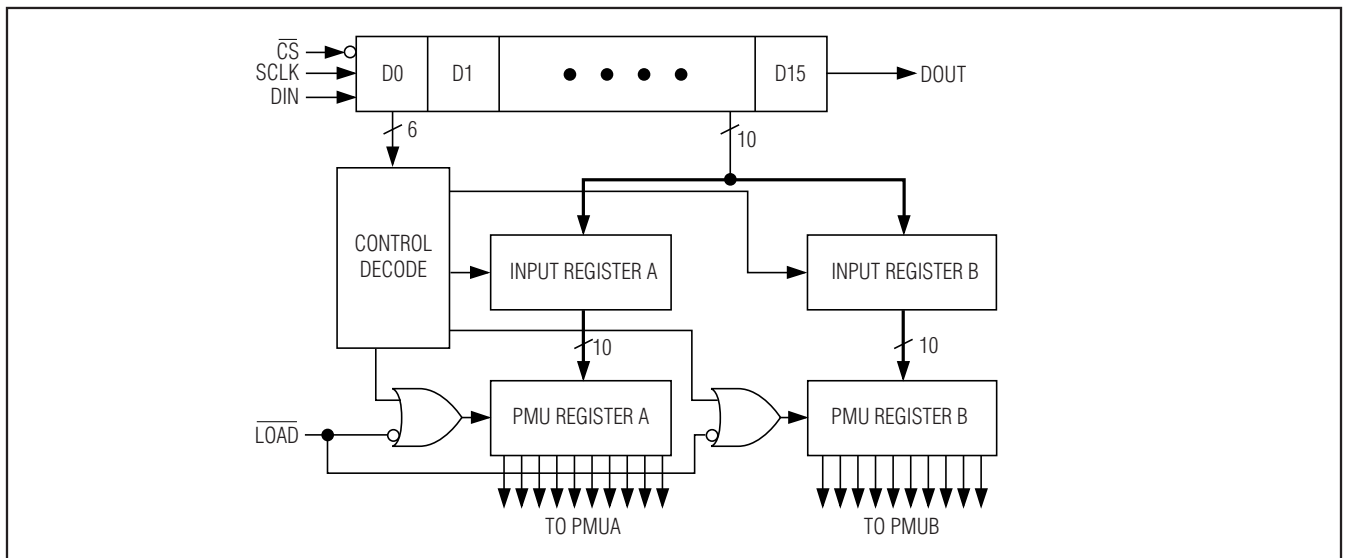 CS
SCLK
DIN
D0
D1
D15
DOUT
6
10
CONTROL
DECODE
INPUT REGISTER A
INPUT REGISTER B
10
10
PMU REGISTER A
PMU REGISTER B
LOAD
TO PMUA
TO PMUB